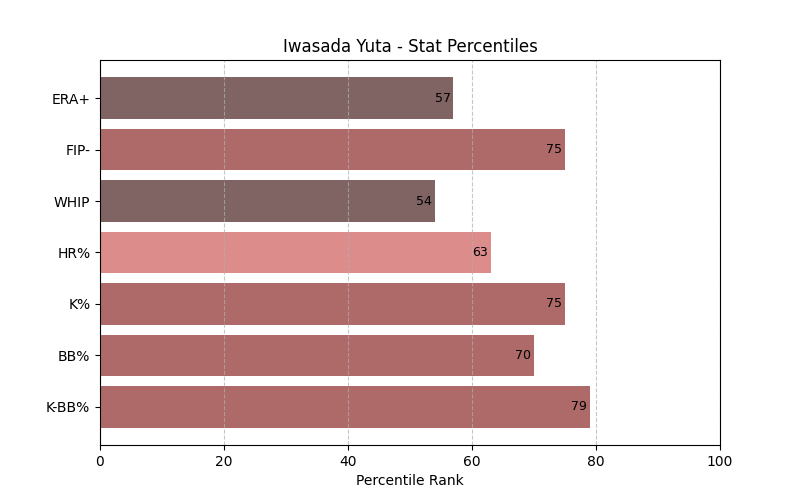 Iwasada Yuta - Stat Percentiles
ERA+ 57
FIP- 75
WHIP 54
HR% 63
K% 75
BB% 70
K-BB% 79
0 20 40 60 80 100
Percentile Rank